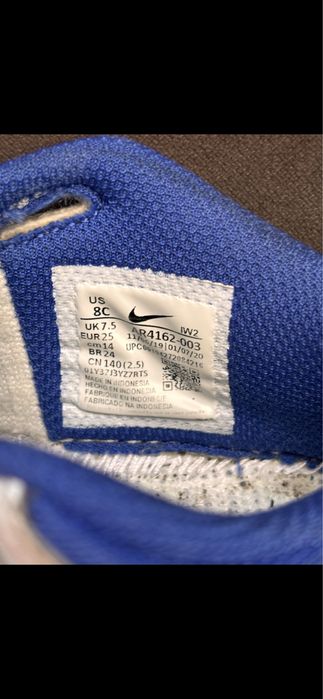 US
8C
UK 7.5 IW2
EUR 25 AR4162-003
cm 14
BR 24
CN 140 (2.5)
MADE IN INDONESIA
HECHO EN INDONESIA
FABRIQUE EN INDONESIE
FABRICADO NA INDONESIA